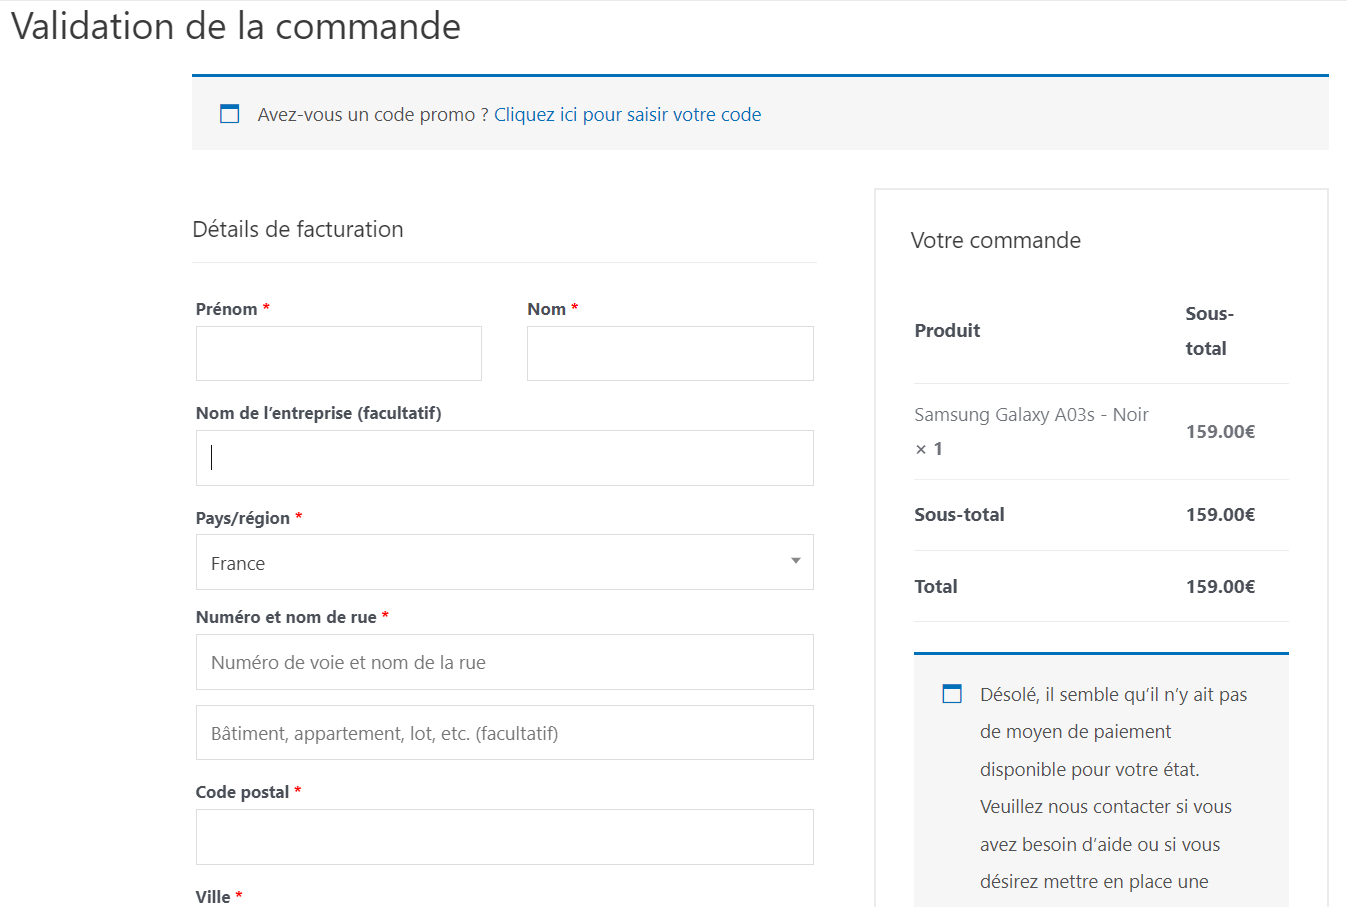 Validation de la commande
Avez-vous un code promo ? Cliquez ici pour saisir votre code
Détails de facturation
Prénom *
Nom *
Nom de l’entreprise (facultatif)
Pays/région *
France
Numéro et nom de rue *
Numéro de voie et nom de la rue
Bâtiment, appartement, lot, etc. (facultatif)
Code postal *
Ville *
Votre commande
Produit
Sous-
total
Samsung Galaxy A03s - Noir
× 1
159.00€
Sous-total 159.00€
Total 159.00€
Désolé, il semble qu’il n’y ait pas
de moyen de paiement
disponible pour votre état.
Veuillez nous contacter si vous
avez besoin d’aide ou si vous
désirez mettre en place une